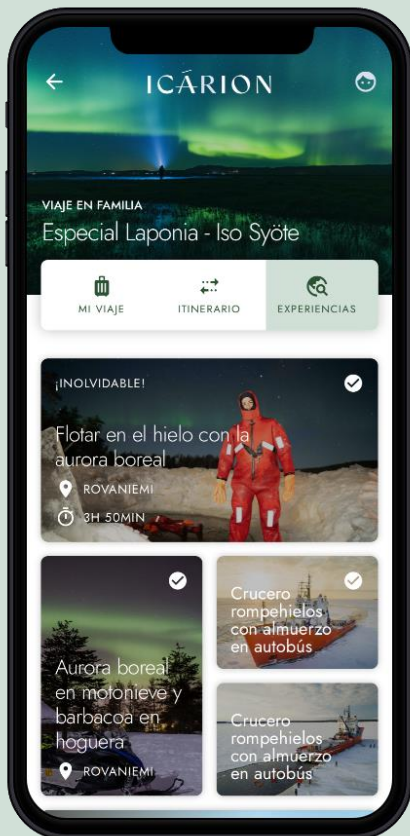 ICĀRION
VIAJE EN FAMILIA
Especial Laponia - Iso Syöte
MI VIAJE
ITINERARIO
EXPERIENCIAS
¡INOLVIDABLE!
Flotar en el hielo con la
aurora boreal
ROVANIEMI
3H 50MIN
Aurora boreal
en motonieve y
barbacoa en
hoguera
ROVANIEMI
Crucero
rompehielos
con almuerzo
en autobús
Crucero
rompehielos
con almuerzo
en autobús